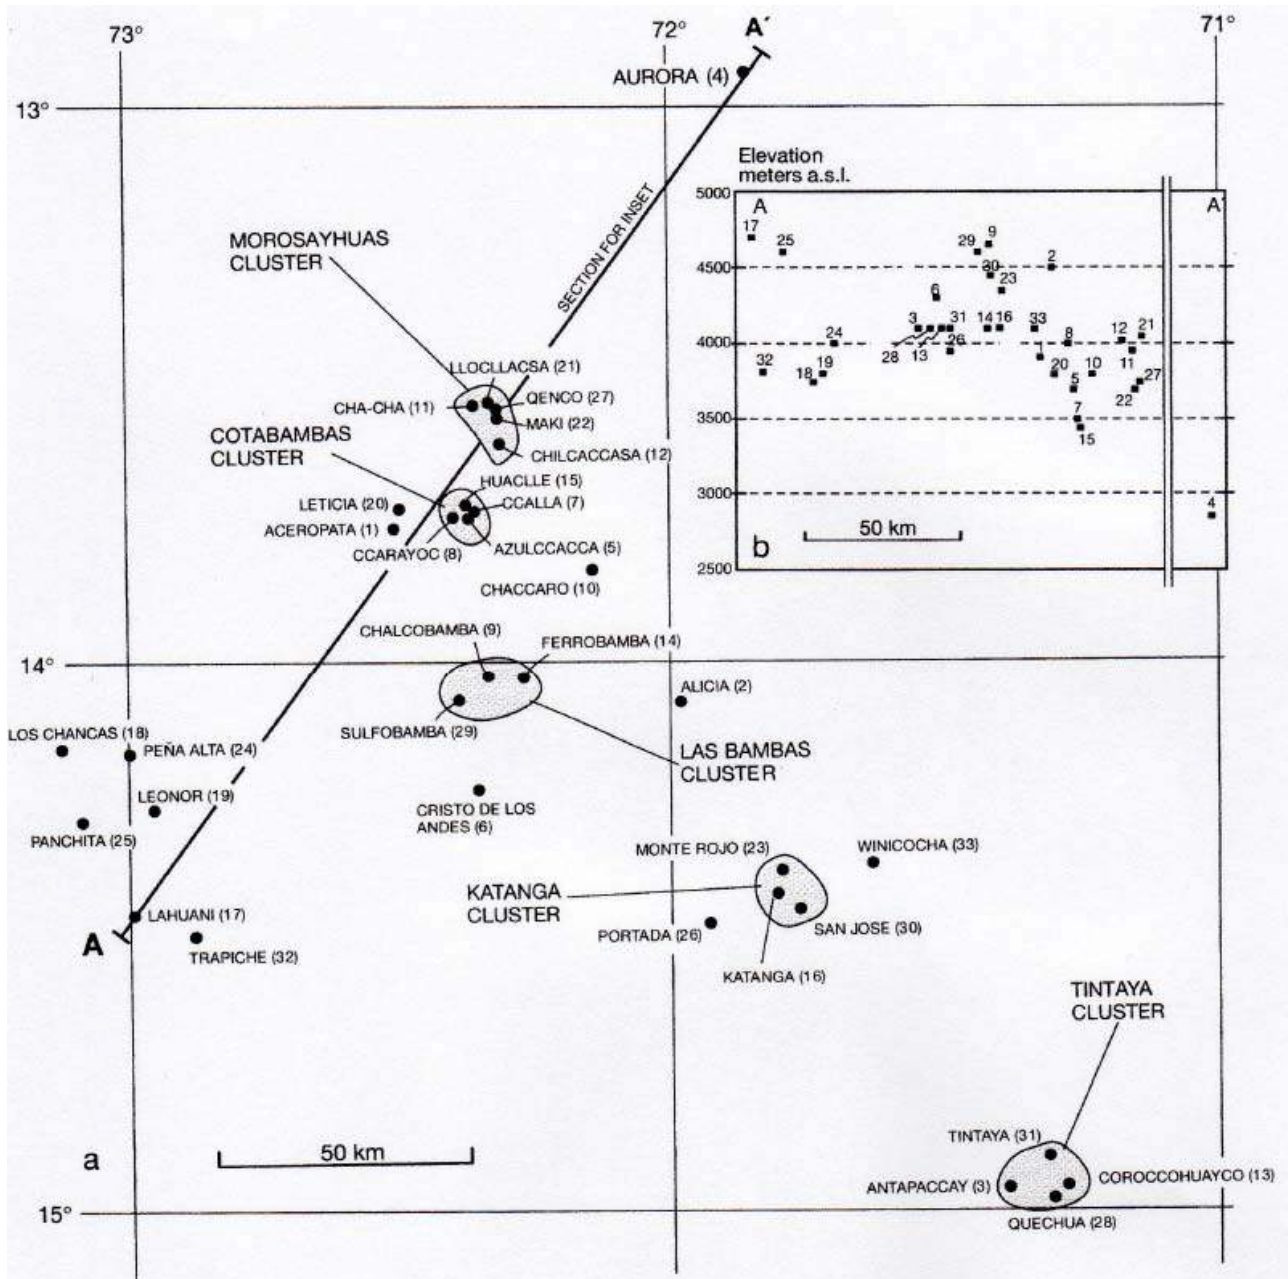 73°
72°
71°
A´
AURORA (4)
13°
Elevation
meters a.s.l.
5000
A
A´
17
25
29
9
2
4500
30
23
6
3
31
14
16
33
8
12
21
24
4000
28
13
26
1
11
32
18
19
20
5
10
27
22
3500
7
15
3000
4
50 km
b
2500
SECTION FOR INSET
MOROSAYHUAS
CLUSTER
LLOCLLACSA (21)
CHA-CHA (11)
QENCO (27)
MAKI (22)
COTABAMBAS
CLUSTER
CHILCACCASA (12)
HUACLLE (15)
LETICIA (20)
CCALLA (7)
ACEROPATA (1)
AZULCCACCA (5)
CCARAYOC (8)
CHACCARO (10)
CHALCOBAMBA (9)
FERROBAMBA (14)
14°
ALICIA (2)
SULFOBAMBA (29)
LOS CHANCAS (18)
PEÑA ALTA (24)
LAS BAMBAS
CLUSTER
LEONOR (19)
CRISTO DE LOS
ANDES (6)
PANCHITA (25)
MONTE ROJO (23)
WINICOCHA (33)
KATANGA
CLUSTER
LAHUANI (17)
A
PORTADA (26)
SAN JOSE (30)
TRAPICHE (32)
KATANGA (16)
TINTAYA
CLUSTER
TINTAYA (31)
50 km
a
ANTAPACCAY (3)
COROCCOHUAYCO (13)
15°
QUECHUA (28)